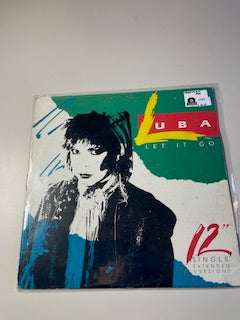 LUBA
LET IT GO
12"
SINGLE
EXTENDED
VERSIONS